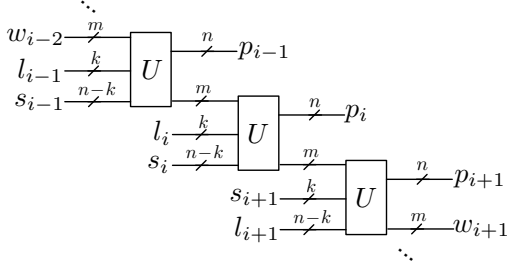 ⋱
w_{i-2} m
n p_{i-1}
l_{i-1} k U
s_{i-1} n-k
m
n p_i
l_i k U
s_i n-k
m
n p_{i+1}
s_{i+1} k U
l_{i+1} n-k m w_{i+1}
⋱